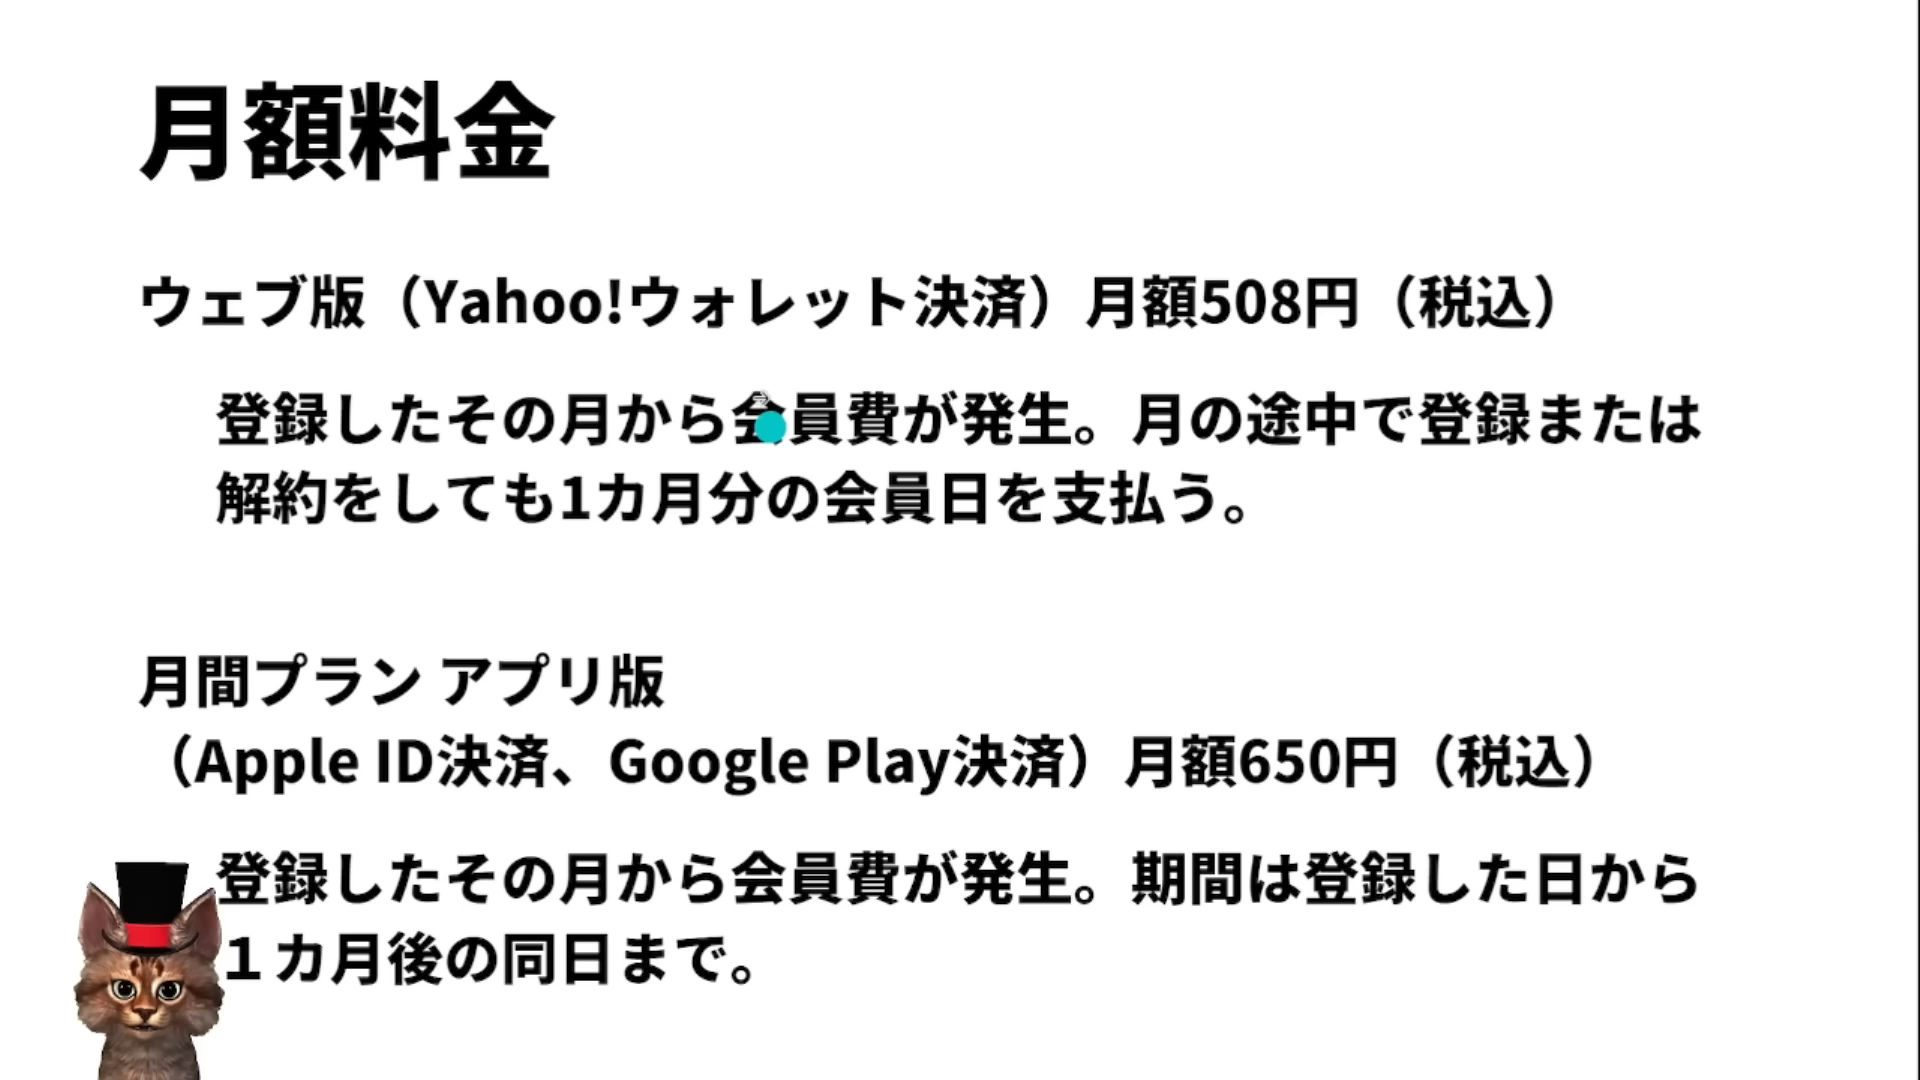 月額料金
ウェブ版（Yahoo!ウォレット決済）月額508円（税込）
登録したその月から会員費が発生。月の途中で登録または
解約をしても1カ月分の会員日を支払う。
月間プラン アプリ版
（Apple ID決済、Google Play決済）月額650円（税込）
登録したその月から会員費が発生。期間は登録した日から
１カ月後の同日まで。